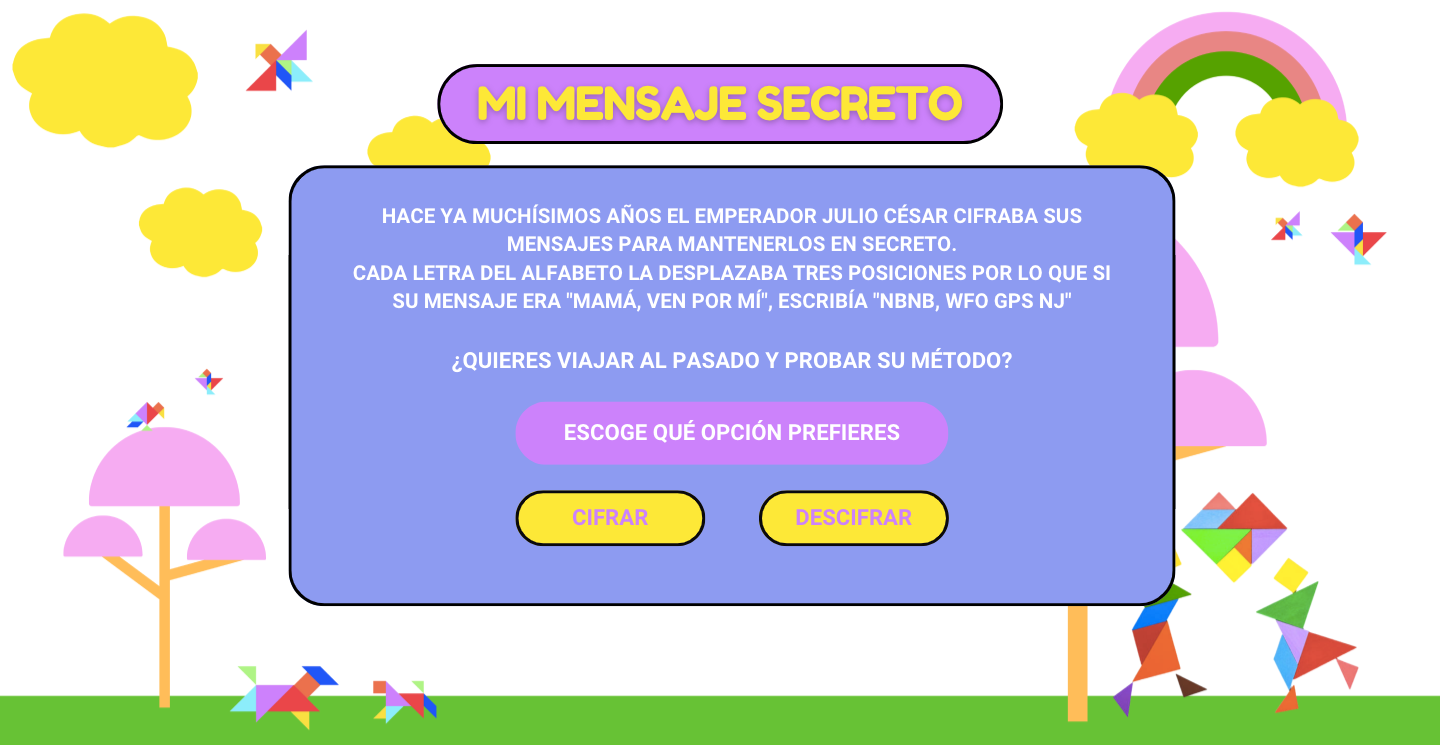 MI MENSAJE SECRETO
HACE YA MUCHÍSIMOS AÑOS EL EMPERADOR JULIO CÉSAR CIFRABA SUS
MENSAJES PARA MANTENERLOS EN SECRETO.
CADA LETRA DEL ALFABETO LA DESPLAZABA TRES POSICIONES POR LO QUE SI
SU MENSAJE ERA "MAMÁ, VEN POR MÍ", ESCRIBÍA "NBNB, WFO GPS NJ"
¿QUIERES VIAJAR AL PASADO Y PROBAR SU MÉTODO?
ESCOGE QUÉ OPCIÓN PREFIERES
CIFRAR
DESCIFRAR